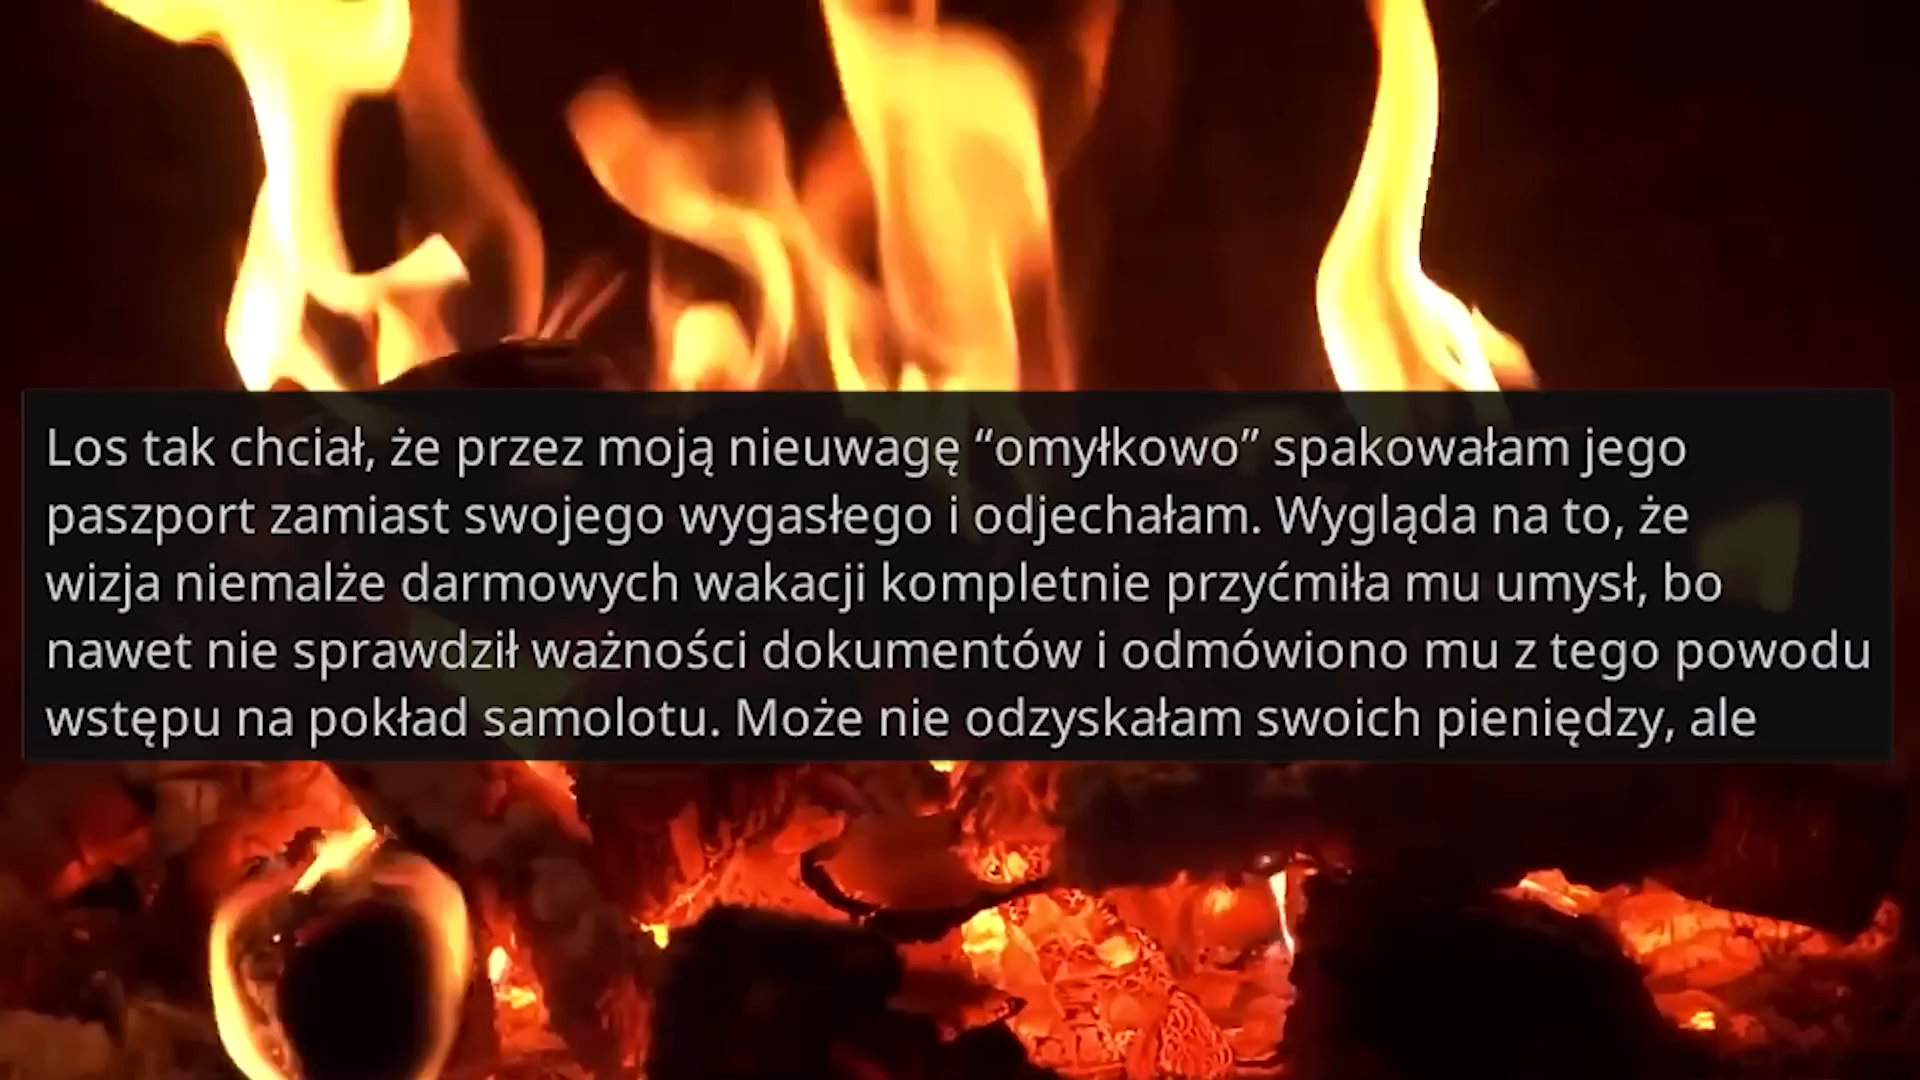 Los tak chciał, że przez moją nieuwagę “omyłkowo” spakowałam jego
paszport zamiast swojego wygasłego i odjechałam. Wygląda na to, że
wizja niemalże darmowych wakacji kompletnie przyćmiła mu umysł, bo
nawet nie sprawdził ważności dokumentów i odmówiono mu z tego powodu
wstępu na pokład samolotu. Może nie odzyskałam swoich pieniędzy, ale